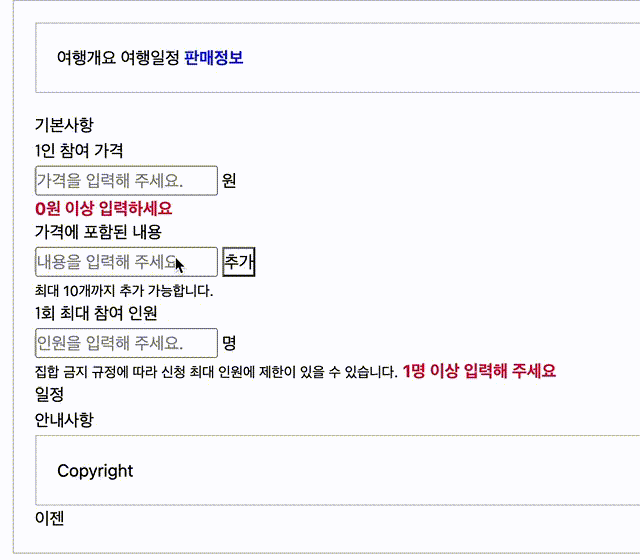 여행개요 여행일정 판매정보
기본사항
1인 참여 가격
가격을 입력해 주세요. 원
0원 이상 입력하세요
가격에 포함된 내용
내용을 입력해 주세요. 추가
최대 10개까지 추가 가능합니다.
1회 최대 참여 인원
인원을 입력해 주세요. 명
집합 금지 규정에 따라 신청 최대 인원에 제한이 있을 수 있습니다. 1명 이상 입력해 주세요
일정
안내사항
Copyright
이젠